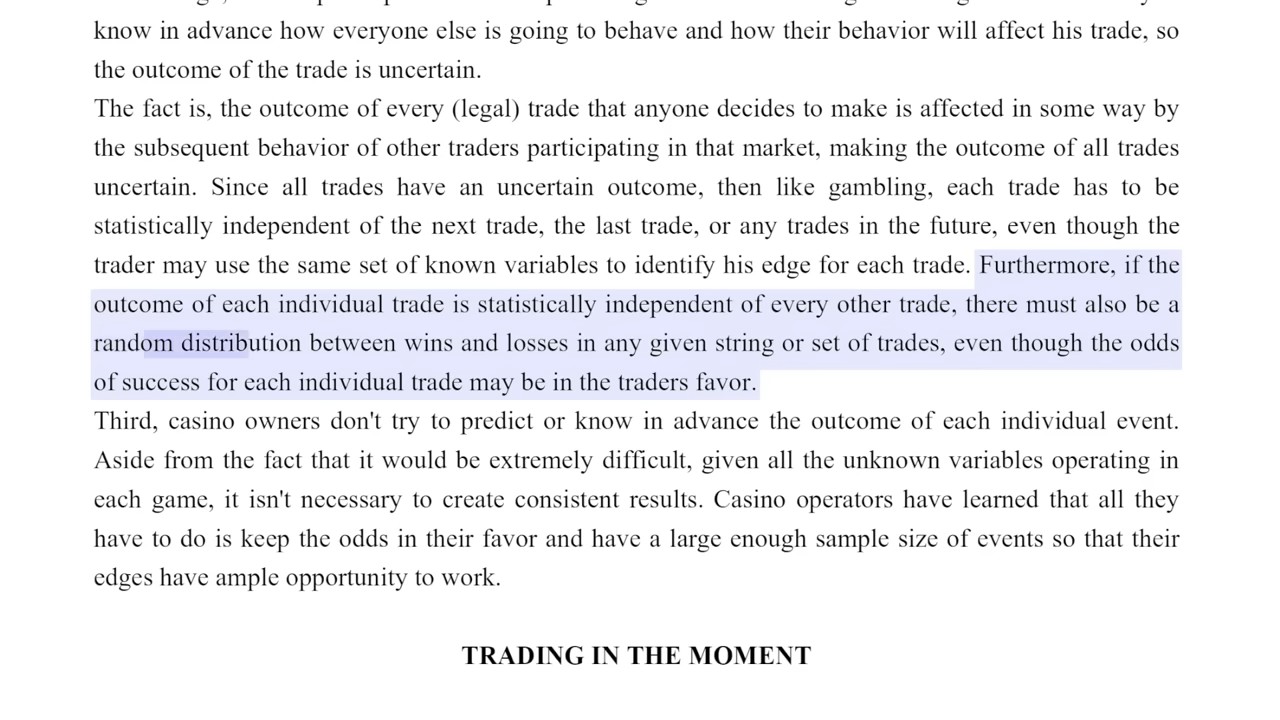 know in advance how everyone else is going to behave and how their behavior will affect his trade, so
the outcome of the trade is uncertain.
The fact is, the outcome of every (legal) trade that anyone decides to make is affected in some way by
the subsequent behavior of other traders participating in that market, making the outcome of all trades
uncertain. Since all trades have an uncertain outcome, then like gambling, each trade has to be
statistically independent of the next trade, the last trade, or any trades in the future, even though the
trader may use the same set of known variables to identify his edge for each trade. Furthermore, if the
outcome of each individual trade is statistically independent of every other trade, there must also be a
random distribution between wins and losses in any given string or set of trades, even though the odds
of success for each individual trade may be in the traders favor.
Third, casino owners don't try to predict or know in advance the outcome of each individual event.
Aside from the fact that it would be extremely difficult, given all the unknown variables operating in
each game, it isn't necessary to create consistent results. Casino operators have learned that all they
have to do is keep the odds in their favor and have a large enough sample size of events so that their
edges have ample opportunity to work.
TRADING IN THE MOMENT